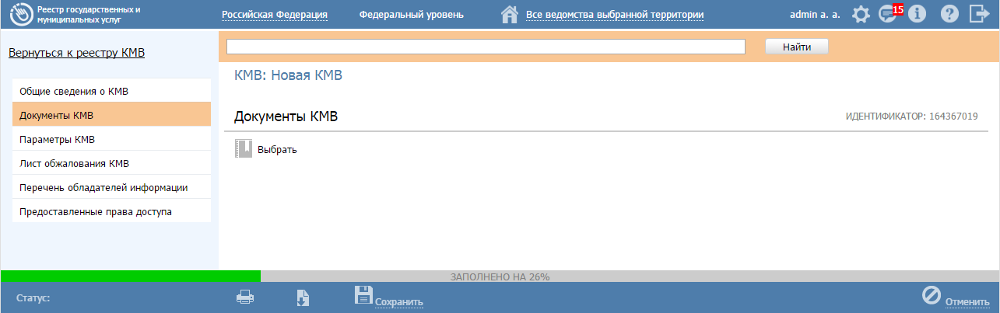 Реестр государственных и
муниципальных услуг
Российская Федерация
Федеральный уровень
Все ведомства выбранной территории
admin a. a.
15
Вернуться к реестру КМВ
Найти
Общие сведения о КМВ
Документы КМВ
Параметры КМВ
Лист обжалования КМВ
Перечень обладателей информации
Предоставленные права доступа
КМВ: Новая КМВ
Документы КМВ
ИДЕНТИФИКАТОР: 164367019
Выбрать
ЗАПОЛНЕНО НА 26%
Статус:
Сохранить
Отменить